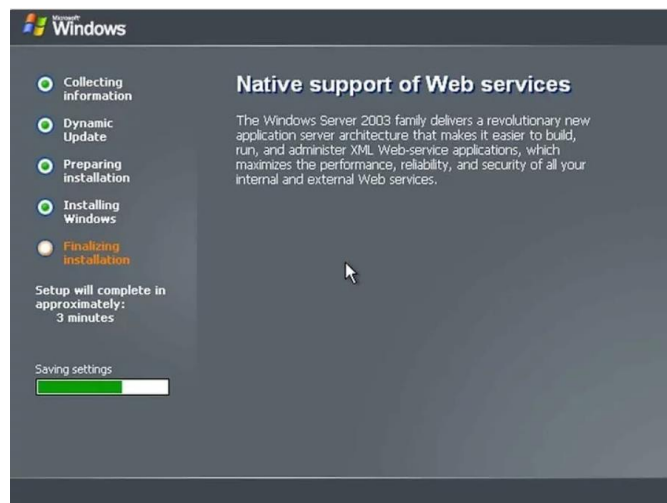 Microsoft
Windows
Collecting
information
Dynamic
Update
Preparing
installation
Installing
Windows
Finalizing
installation
Setup will complete in
approximately:
3 minutes
Saving settings
Native support of Web services
The Windows Server 2003 family delivers a revolutionary new
application server architecture that makes it easier to build,
run, and administer XML Web-service applications, which
maximizes the performance, reliability, and security of all your
internal and external Web services.